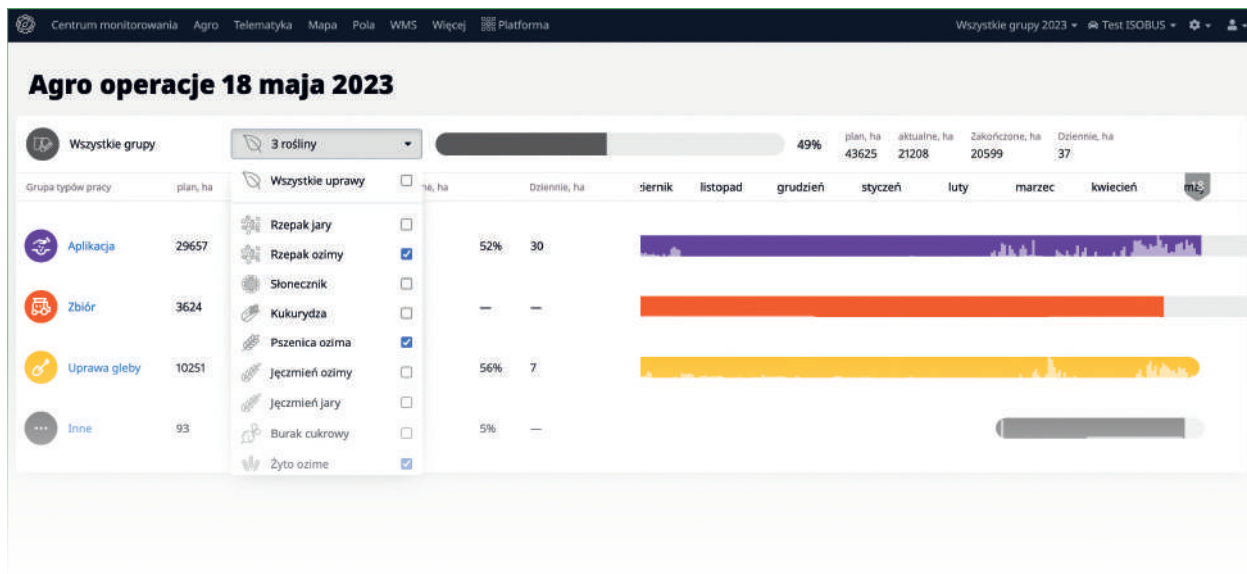 Centrum monitorowania Agro Telematyka Mapa Pola WMS Więcej Platforma Wszystkie grupy 2023 Test ISOBUS
Agro operacje 18 maja 2023
Wszystkie grupy 3 rośliny 49% plan, ha aktualne, ha Zakończone, ha Dziennie, ha
43625 21208 20599 37
Grupa typów pracy plan, ha Wszystkie uprawy ne, ha Dziennie, ha ziernik listopad grudzień styczeń luty marzec kwiecień 18
Rzepak jary
Aplikacja 29657 Rzepak ozimy 52% 30
Słonecznik
Zbiór 3624 Kukurydza — —
Pszenica ozima
Uprawa gleby 10251 Jęczmień ozimy 56% 7
Jęczmień jary
Inne 93 Burak cukrowy 5% —
Żyto ozime